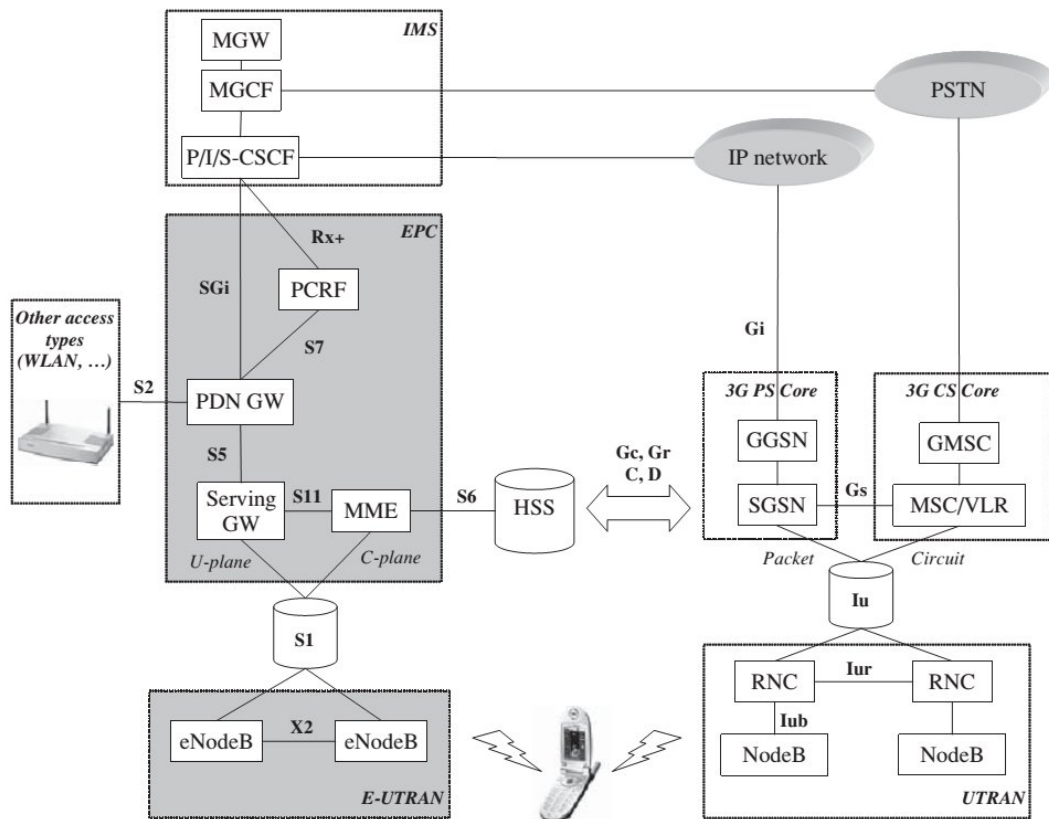 IMS
MGW
MGCF
PSTN
P/I/S-CSCF
IP network
EPC
Rx+
SGi
PCRF
Other access
types
(WLAN, …)
Gi
S7
S2
PDN GW
3G PS Core
3G CS Core
S5
GGSN
GMSC
Gc, Gr
C, D
Serving
GW
S11
MME
S6
HSS
SGSN
Gs
MSC/VLR
U-plane
C-plane
Packet
Circuit
S1
Iu
RNC
Iur
RNC
eNodeB
X2
eNodeB
Iub
NodeB
NodeB
E-UTRAN
UTRAN